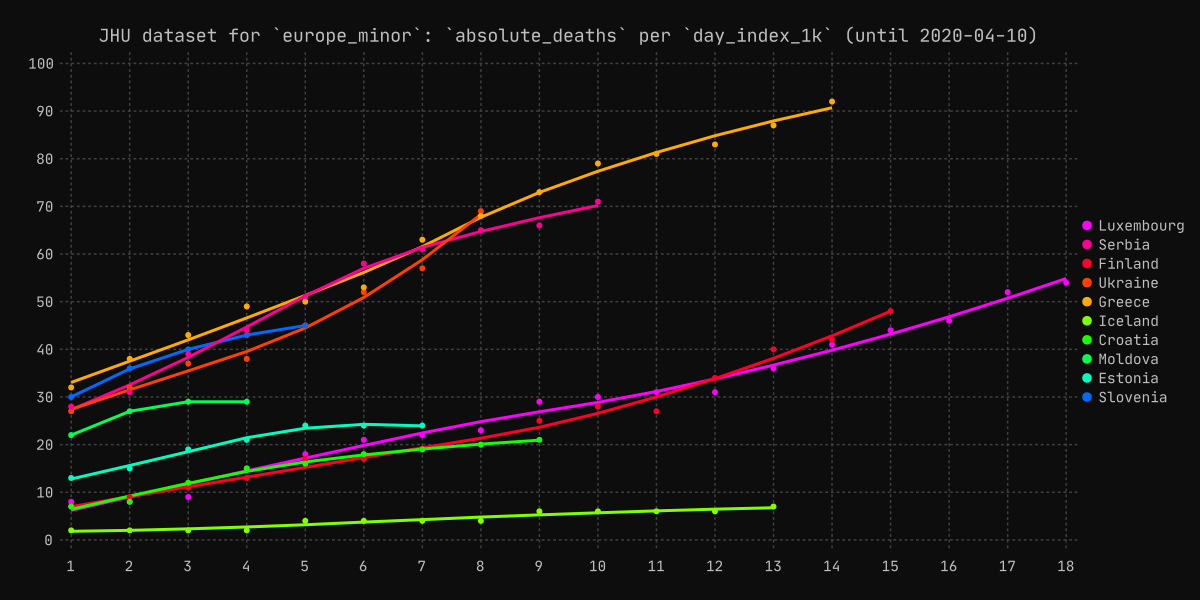 JHU dataset for `europe_minor`: `absolute_deaths` per `day_index_1k` (until 2020-04-10)
100
90
80
70
60
50
40
30
20
10
0
1 2 3 4 5 6 7 8 9 10 11 12 13 14 15 16 17 18
Luxembourg
Serbia
Finland
Ukraine
Greece
Iceland
Croatia
Moldova
Estonia
Slovenia